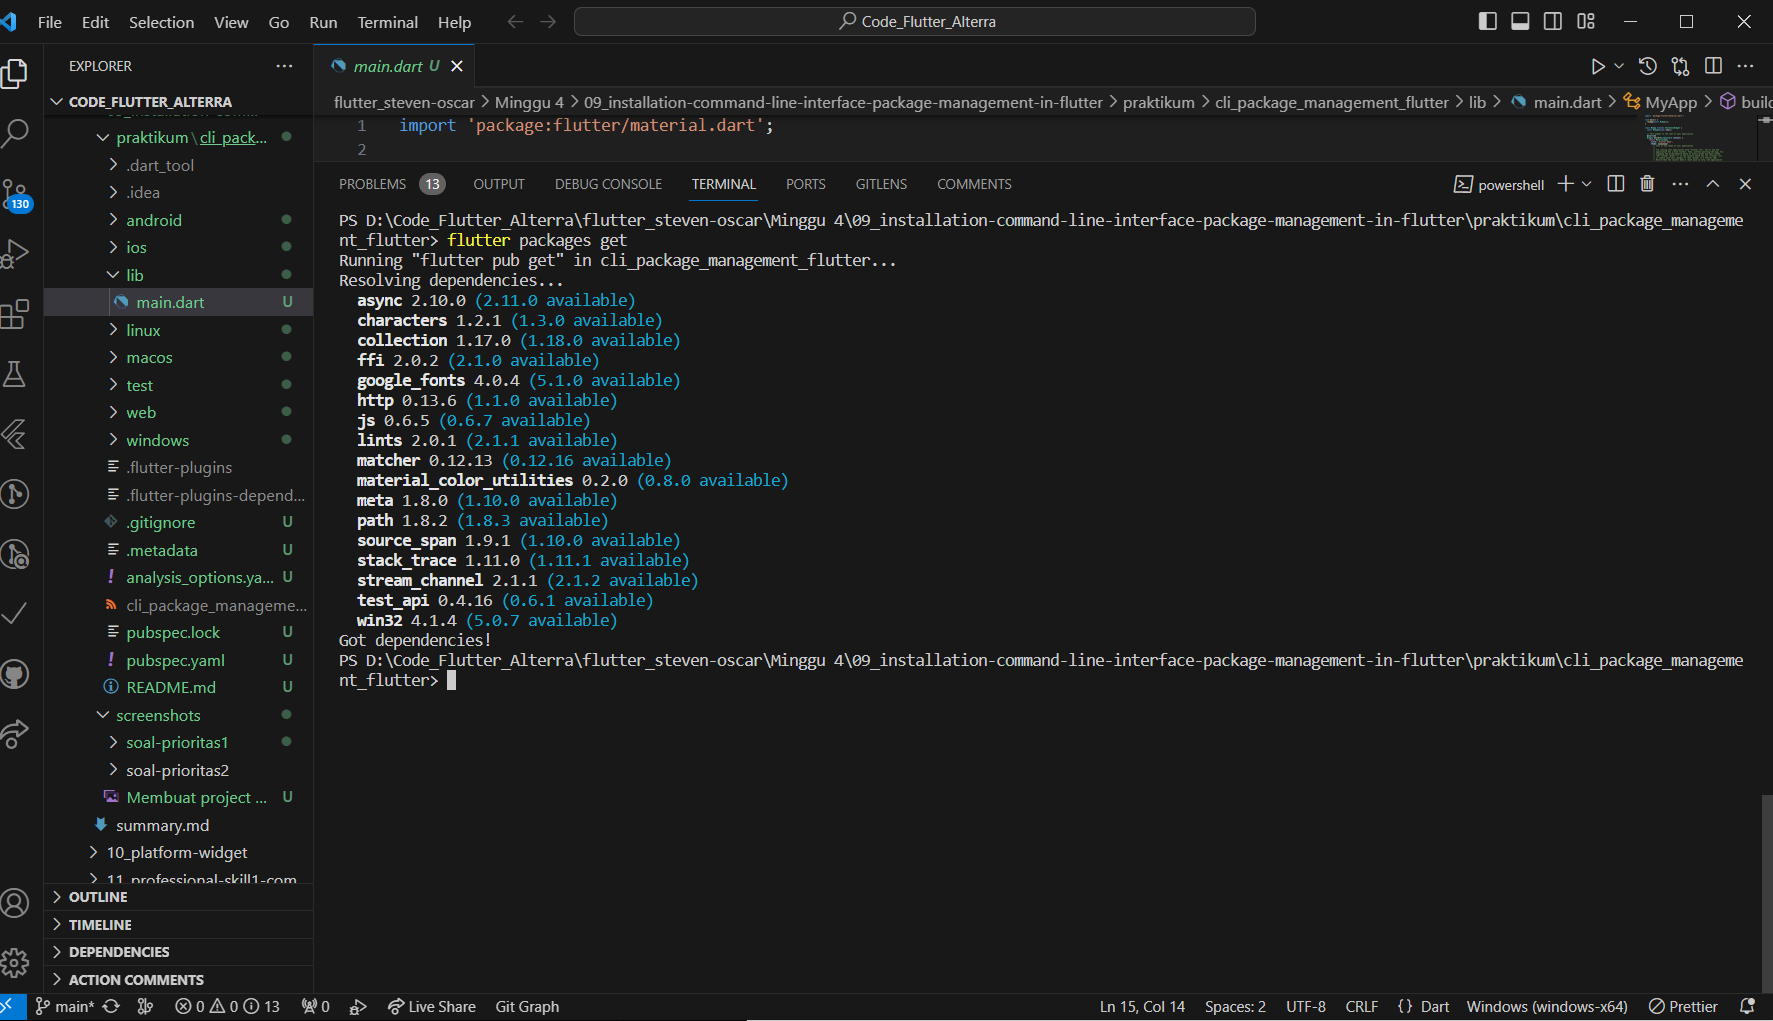 File Edit Selection View Go Run Terminal Help
Code_Flutter_Alterra
EXPLORER
CODE_FLUTTER_ALTERRA
praktikum \ cli_pack...
.dart_tool
.idea
android
ios
lib
main.dart U
linux
macos
test
web
windows
.flutter-plugins
.flutter-plugins-depend...
.gitignore U
.metadata U
analysis_options.ya... U
cli_package_manageme...
pubspec.lock U
pubspec.yaml U
README.md U
screenshots
soal-prioritas1
soal-prioritas2
Membuat project ... U
summary.md
10_platform-widget
11_professional-skill1-com
OUTLINE
TIMELINE
DEPENDENCIES
ACTION COMMENTS
130
main.dart U
flutter_steven-oscar > Minggu 4 > 09_installation-command-line-interface-package-management-in-flutter > praktikum > cli_package_management_flutter > lib > main.dart > MyApp > build
1 import 'package:flutter/material.dart';
2
PROBLEMS 13 OUTPUT DEBUG CONSOLE TERMINAL PORTS GITLENS COMMENTS
powershell
PS D:\Code_Flutter_Alterra\flutter_steven-oscar\Minggu 4\09_installation-command-line-interface-package-management-in-flutter\praktikum\cli_package_manageme
nt_flutter> flutter packages get
Running "flutter pub get" in cli_package_management_flutter...
Resolving dependencies...
async 2.10.0 (2.11.0 available)
characters 1.2.1 (1.3.0 available)
collection 1.17.0 (1.18.0 available)
ffi 2.0.2 (2.1.0 available)
google_fonts 4.0.4 (5.1.0 available)
http 0.13.6 (1.1.0 available)
js 0.6.5 (0.6.7 available)
lints 2.0.1 (2.1.1 available)
matcher 0.12.13 (0.12.16 available)
material_color_utilities 0.2.0 (0.8.0 available)
meta 1.8.0 (1.10.0 available)
path 1.8.2 (1.8.3 available)
source_span 1.9.1 (1.10.0 available)
stack_trace 1.11.0 (1.11.1 available)
stream_channel 2.1.1 (2.1.2 available)
test_api 0.4.16 (0.6.1 available)
win32 4.1.4 (5.0.7 available)
Got dependencies!
PS D:\Code_Flutter_Alterra\flutter_steven-oscar\Minggu 4\09_installation-command-line-interface-package-management-in-flutter\praktikum\cli_package_manageme
nt_flutter>
main* 0 0 13 0 Live Share Git Graph Ln 15, Col 14 Spaces: 2 UTF-8 CRLF {} Dart Windows (windows-x64) Prettier